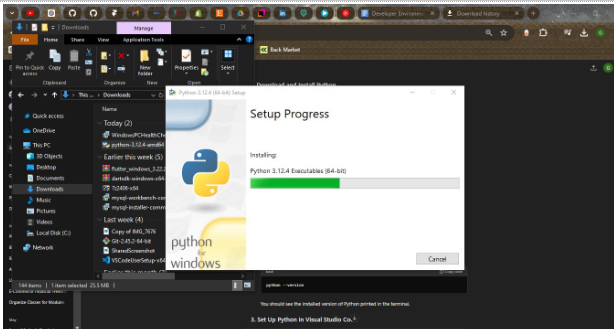 Developer Environm
Download history
Manage
Downloads
File
Home
Share
View
Application Tools
Back Market
Pin to Quick access
Copy
Paste
New folder
Properties
Select
Clipboard
Organize
New
Open
This ...
Downloads
Name
Quick access
OneDrive
This PC
3D Objects
Desktop
Documents
Downloads
Music
Pictures
Videos
Local Disk (C:)
Network
Today (2)
WindowsPCHealthChe
python-3.12.4-amd64
Earlier this week (5)
flutter_windows_3.22.2
dartsdk-windows-x64
7z2406-x64
mysql-workbench-com
mysql-installer-comm
Last week (4)
Copy of IMG_7676
Git-2.45.2-64-bit
SharedScreenshot
VSCodeUserSetup-x64
144 items
1 item selected 25.5 MB
Download and Install Python
Python 3.12.4 (64-bit) Setup
Setup Progress
Installing:
Python 3.12.4 Executables (64-bit)
python
for
windows
Cancel
python --version
You should see the installed version of Python printed in the terminal.
3. Set Up Python in Visual Studio Co
Organize Classes for Modular